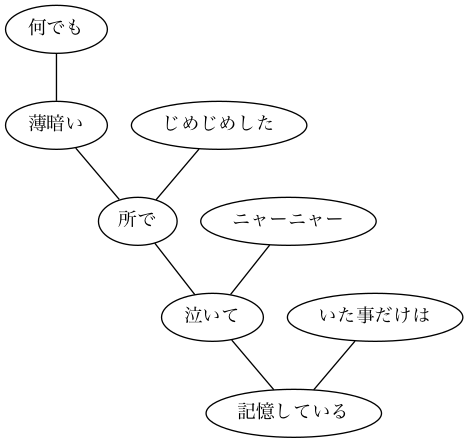 何でも
薄暗い
じめじめした
所で
ニャーニャー
泣いて
いた事だけは
記憶している